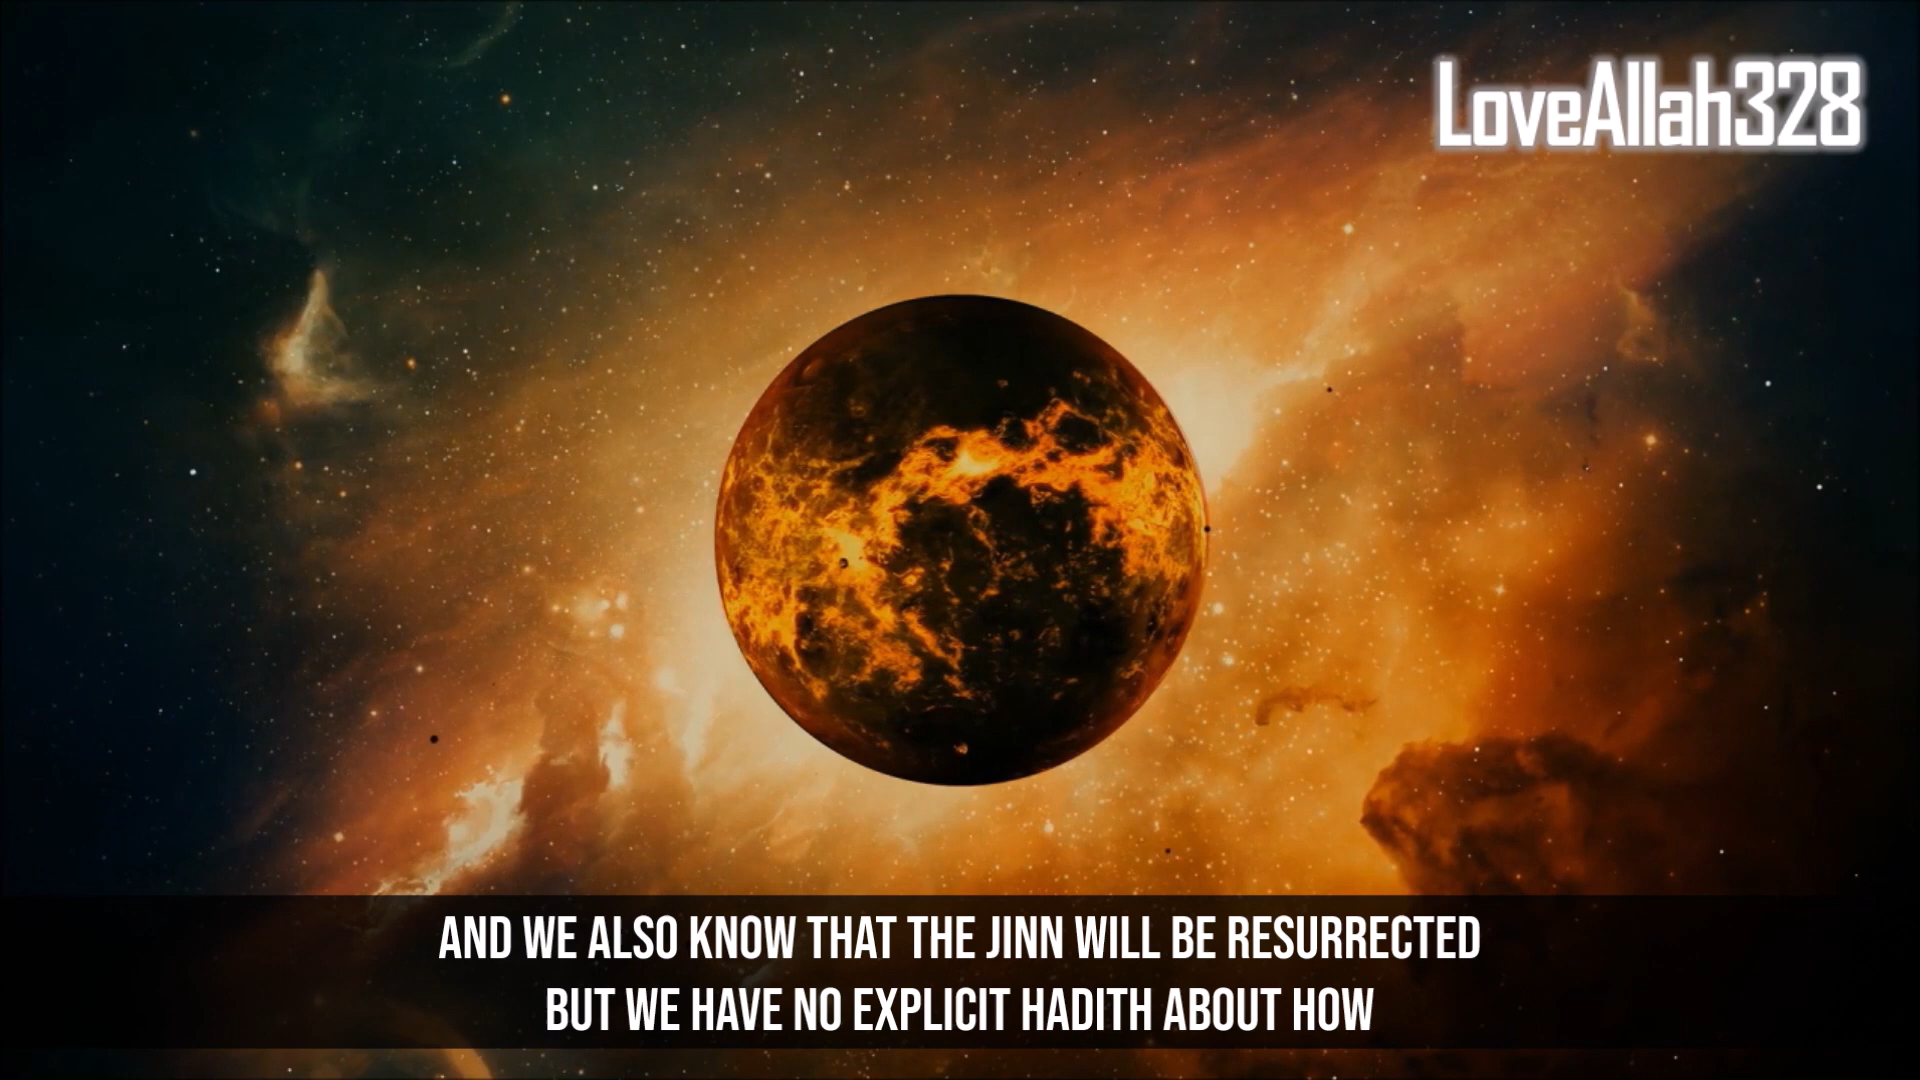 LoveAllah328
AND WE ALSO KNOW THAT THE JINN WILL BE RESURRECTED
BUT WE HAVE NO EXPLICIT HADITH ABOUT HOW